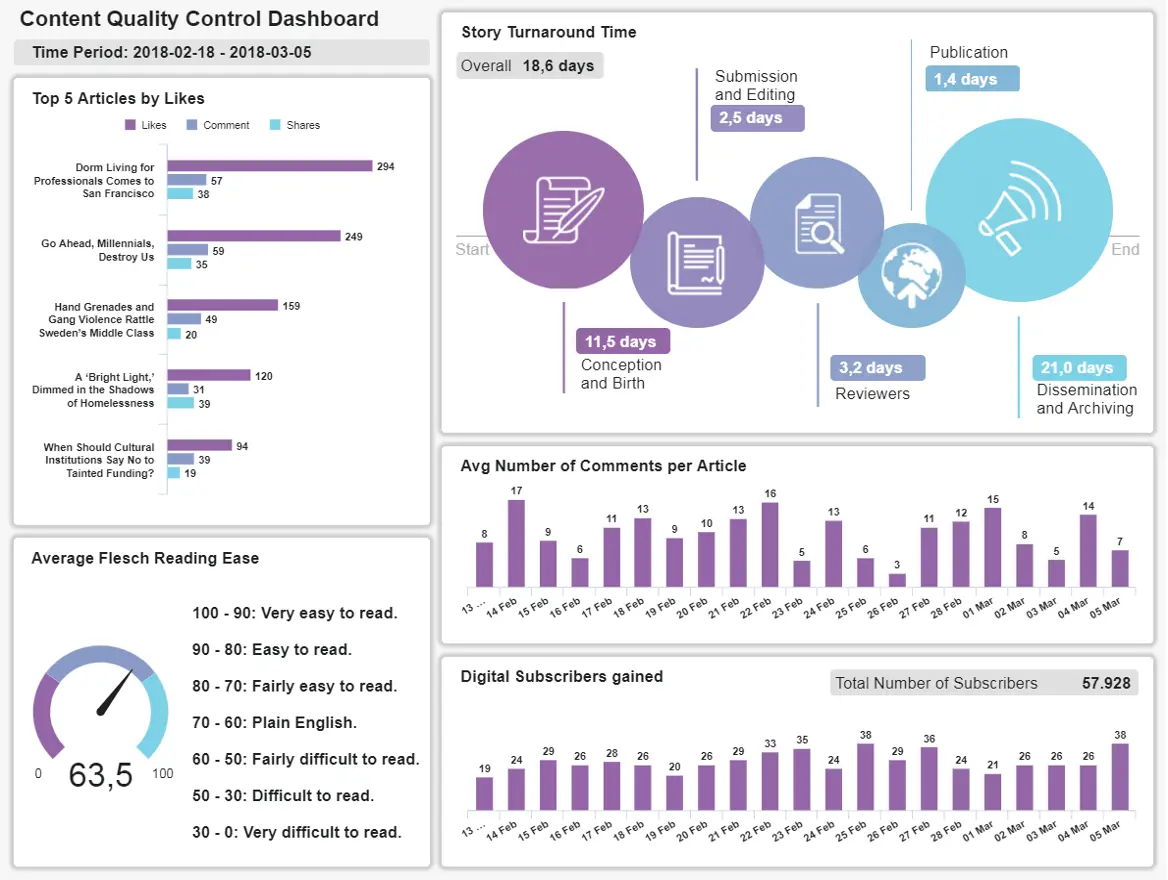 Content Quality Control Dashboard
Time Period: 2018-02-18 - 2018-03-05
Top 5 Articles by Likes
Likes Comment Shares
Dorm Living for
Professionals Comes to
San Francisco
294
57
38
Go Ahead, Millennials,
Destroy Us
249
59
35
Hand Grenades and
Gang Violence Rattle
Sweden's Middle Class
159
49
20
A ‘Bright Light,’
Dimmed in the Shadows
of Homelessness
120
31
39
When Should Cultural
Institutions Say No to
Tainted Funding?
94
39
19
Average Flesch Reading Ease
0 63,5 100
100 - 90: Very easy to read.
90 - 80: Easy to read.
80 - 70: Fairly easy to read.
70 - 60: Plain English.
60 - 50: Fairly difficult to read.
50 - 30: Difficult to read.
30 - 0: Very difficult to read.
Story Turnaround Time
Overall 18,6 days
Start
11,5 days
Conception
and Birth
Submission
and Editing
2,5 days
3,2 days
Reviewers
Publication
1,4 days
21,0 days
Dissemination
and Archiving
End
Avg Number of Comments per Article
8 17 9 6 11 13 9 10 13 16 5 13 6 3 11 12 15 8 5 14 7
13 ... 14 Feb 15 Feb 16 Feb 17 Feb 18 Feb 19 Feb 20 Feb 21 Feb 22 Feb 23 Feb 24 Feb 25 Feb 26 Feb 27 Feb 28 Feb 01 Mar 02 Mar 03 Mar 04 Mar 05 Mar
Digital Subscribers gained
Total Number of Subscribers 57.928
19 24 29 26 28 26 20 26 29 33 35 24 38 29 36 24 21 26 26 26 38
13 ... 14 Feb 15 Feb 16 Feb 17 Feb 18 Feb 19 Feb 20 Feb 21 Feb 22 Feb 23 Feb 24 Feb 25 Feb 26 Feb 27 Feb 28 Feb 01 Mar 02 Mar 03 Mar 04 Mar 05 Mar